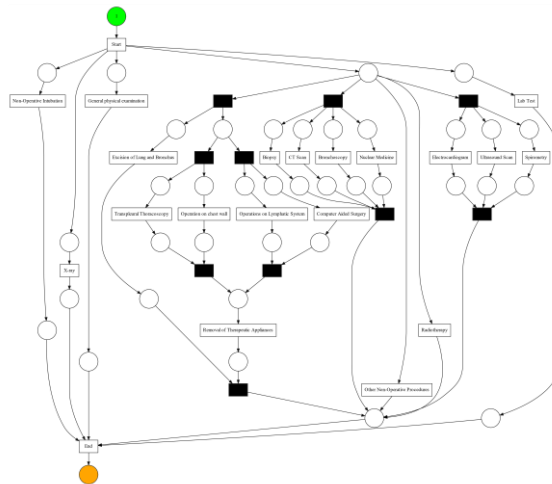 Start
Non-Operative Intubation
General physical examination
Lab Test
Excision of Lung and Bronchus
Biopsy
CT Scan
Bronchoscopy
Nuclear Medicine
Electrocardiogram
Ultrasound Scan
Spirometry
Transpleural Thoracoscopy
Operation on chest wall
Operations on Lymphatic System
Computer Aided Surgery
X-ray
Removal of Therapeutic Appliances
Radiotherapy
Other Non-Operative Procedures
End